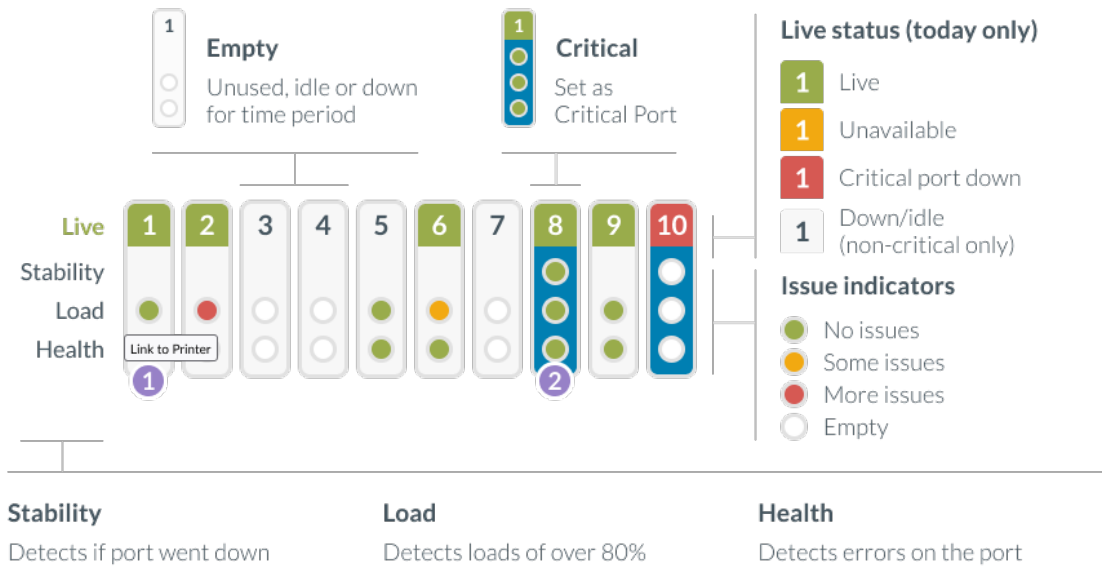 1
Empty
Unused, idle or down
for time period
1
Critical
Set as
Critical Port
Live status (today only)
1 Live
1 Unavailable
1 Critical port down
1 Down/idle
(non-critical only)
Live 1 2 3 4 5 6 7 8 9 10
Stability
Load
Health
Link to Printer
1 2
Issue indicators
No issues
Some issues
More issues
Empty
Stability
Detects if port went down
Load
Detects loads of over 80%
Health
Detects errors on the port